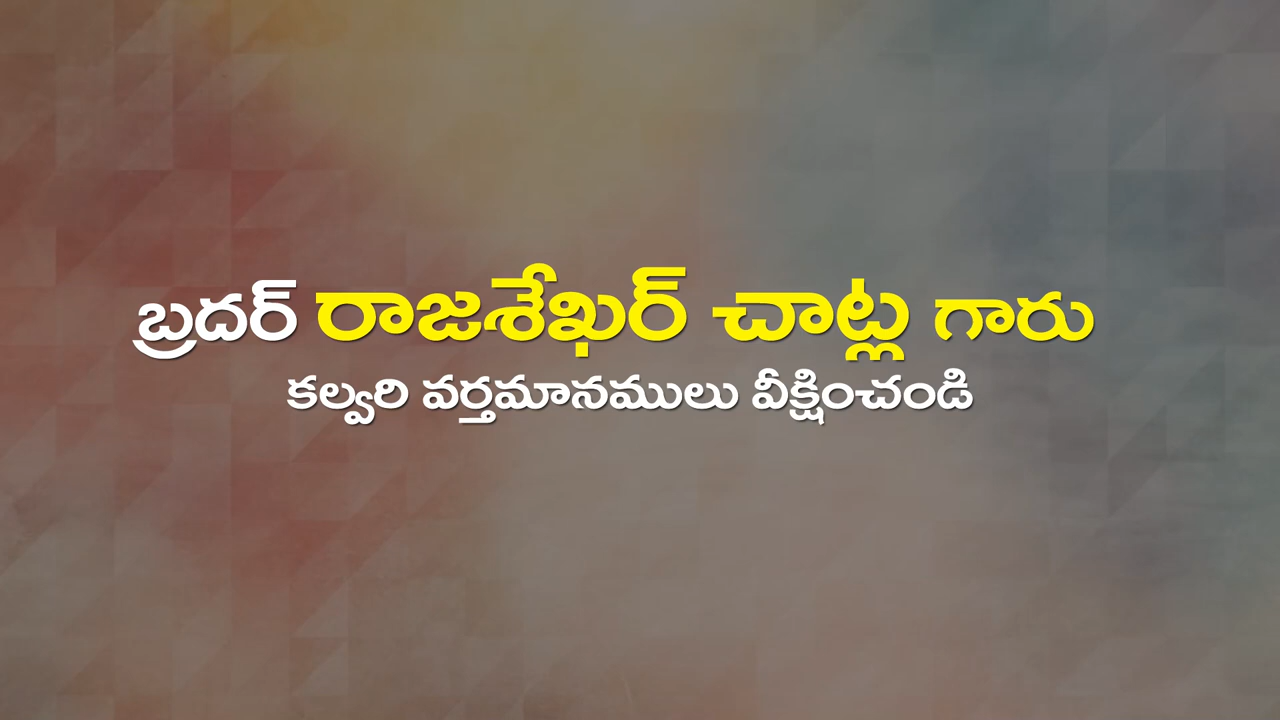 బ్రదర్ రాజశేఖర్ చాట్ల గారు
కల్వరి వర్తమానములు వీక్షించండి